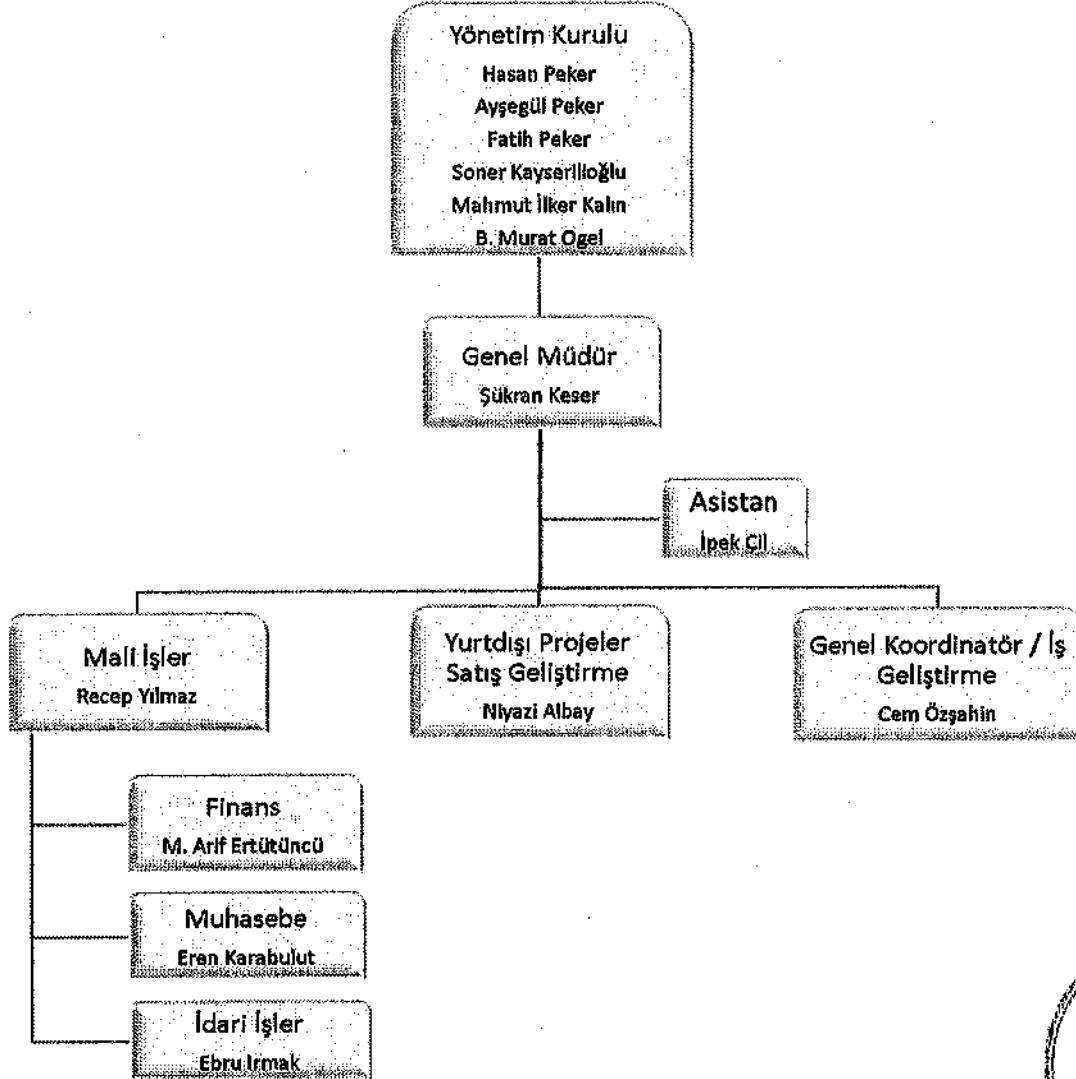 Yönetim Kurulu
Hasan Peker
Ayşegül Peker
Fatih Peker
Soner Kayserilioğlu
Mahmut İlker Kalın
B. Murat Ogel
Genel Müdür
Şükran Keser
Asistan
İpek Çil
Mali İşler
Recep Yılmaz
Yurtdışı Projeler
Satış Geliştirme
Niyazi Albay
Genel Koordinatör / İş
Geliştirme
Cem Özşahin
Finans
M. Arif Ertütüncü
Muhasebe
Eren Karabulut
İdari İşler
Ebru Irmak